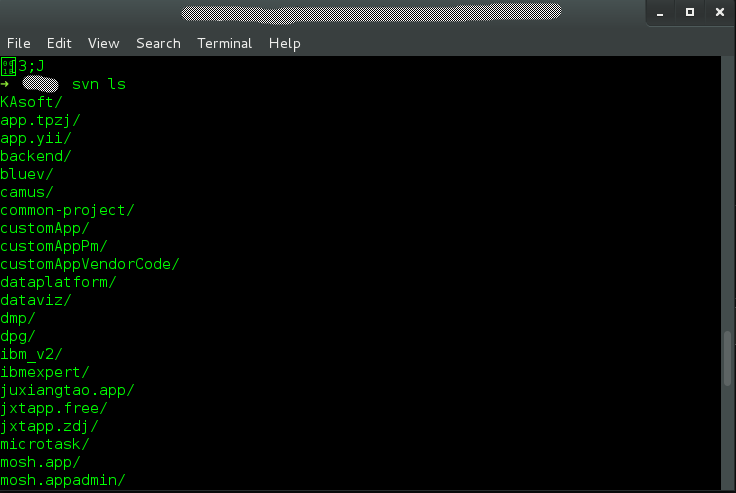 File Edit View Search Terminal Help
[3;J
→ svn ls
KAsoft/
app.tpzj/
app.yii/
backend/
bluev/
camus/
common-project/
customApp/
customAppPm/
customAppVendorCode/
dataplatform/
dataviz/
dmp/
dpg/
ibm_v2/
ibmexpert/
juxiangtao.app/
jxtapp.free/
jxtapp.zdj/
microtask/
mosh.app/
mosh.appadmin/